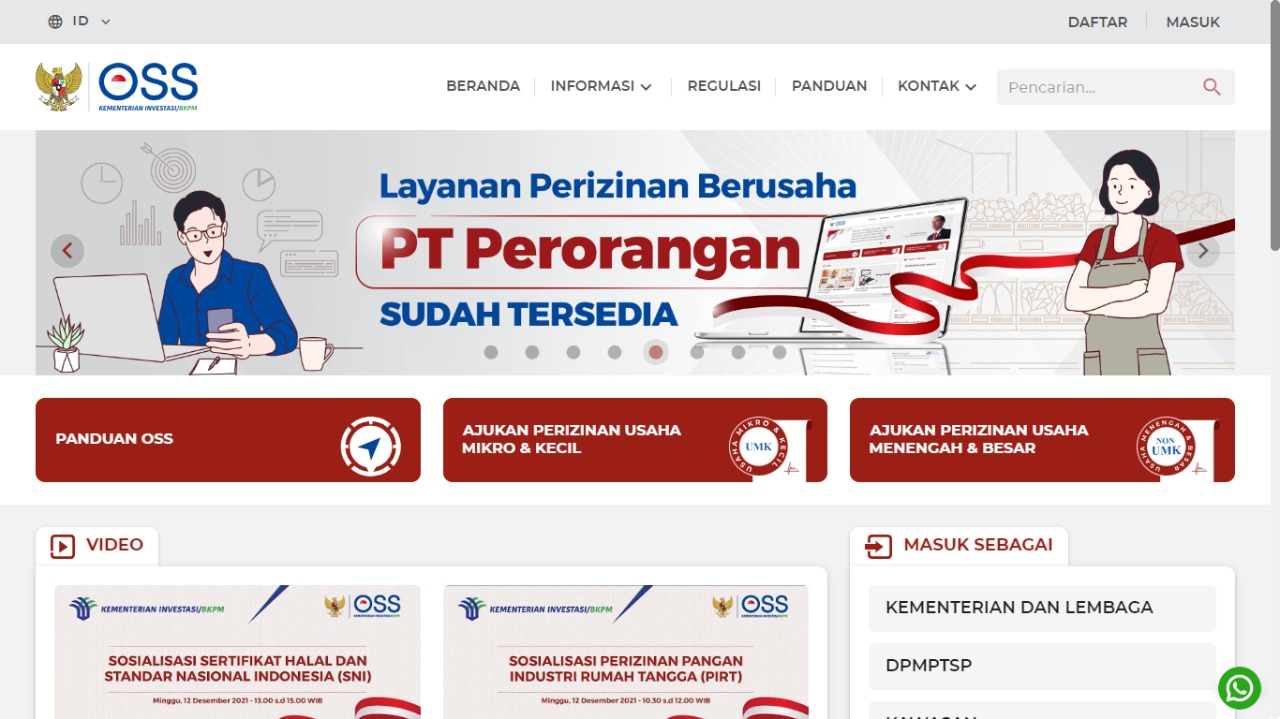 ID
DAFTAR
MASUK
OSS
KEMENTERIAN INVESTASI/BKPM
BERANDA
INFORMASI
REGULASI
PANDUAN
KONTAK
Pencarian...
Layanan Perizinan Berusaha
PT Perorangan
SUDAH TERSEDIA
PANDUAN OSS
AJUKAN PERIZINAN USAHA
MIKRO & KECIL
USAHA MIKRO & KECIL
UMK
AJUKAN PERIZINAN USAHA
MENENGAH & BESAR
USAHA MENENGAH & BESAR
NON
UMK
VIDEO
KEMENTERIAN INVESTASI/BKPM
OSS
SOSIALISASI SERTIFIKAT HALAL DAN
STANDAR NASIONAL INDONESIA (SNI)
Minggu, 12 Desember 2021 - 13.00 s.d 15.00 WIB
KEMENTERIAN INVESTASI/BKPM
OSS
SOSIALISASI PERIZINAN PANGAN
INDUSTRI RUMAH TANGGA (PIRT)
Minggu, 12 Desember 2021 - 10.30 s.d 12.00 WIB
MASUK SEBAGAI
KEMENTERIAN DAN LEMBAGA
DPMPTSP
KAWASAN